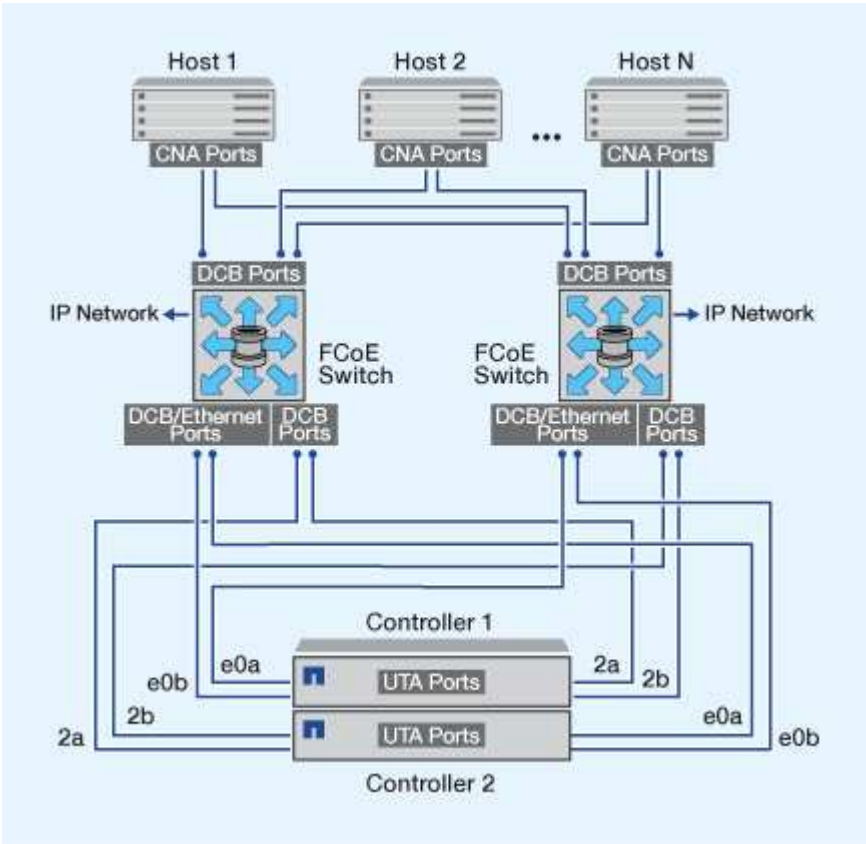 Host 1
Host 2
Host N
CNA Ports
CNA Ports
...
CNA Ports
DCB Ports
DCB Ports
IP Network
IP Network
FCoE
Switch
FCoE
Switch
DCB/Ethernet
Ports
DCB
Ports
DCB/Ethernet
Ports
DCB
Ports
Controller 1
e0a
2a
e0b
UTA Ports
2b
2b
e0a
2a
UTA Ports
e0b
Controller 2